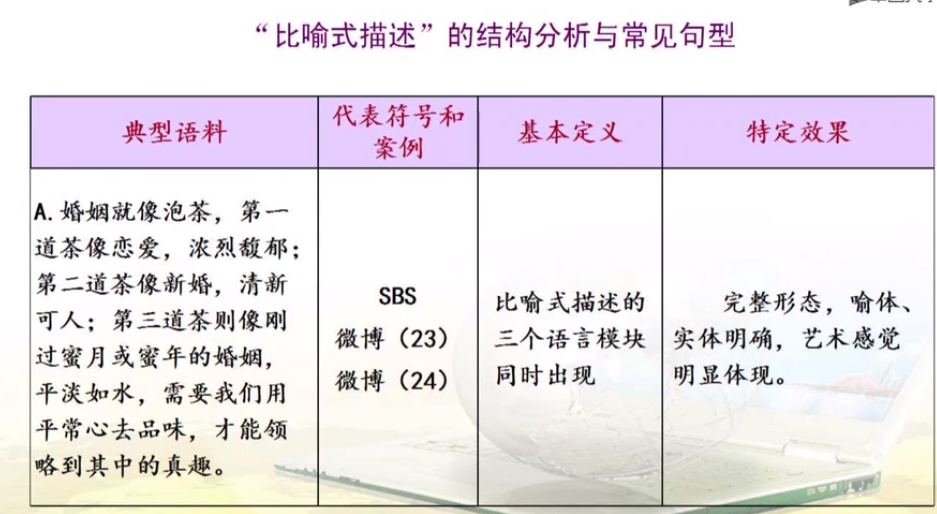 “比喻式描述”的结构分析与常见句型
典型语料
代表符号和
案例
基本定义
特定效果
A.婚姻就像泡茶，第一
道茶像恋爱，浓烈馥郁；
第二道茶像新婚，清新
可人；第三道茶则像刚
过蜜月或蜜年的婚姻，
平淡如水，需要我们用
平常心去品味，才能领
略到其中的真趣。
SBS
微博（23）
微博（24）
比喻式描述的
三个语言模块
同时出现
完整形态，喻体、
实体明确，艺术感觉
明显体现。